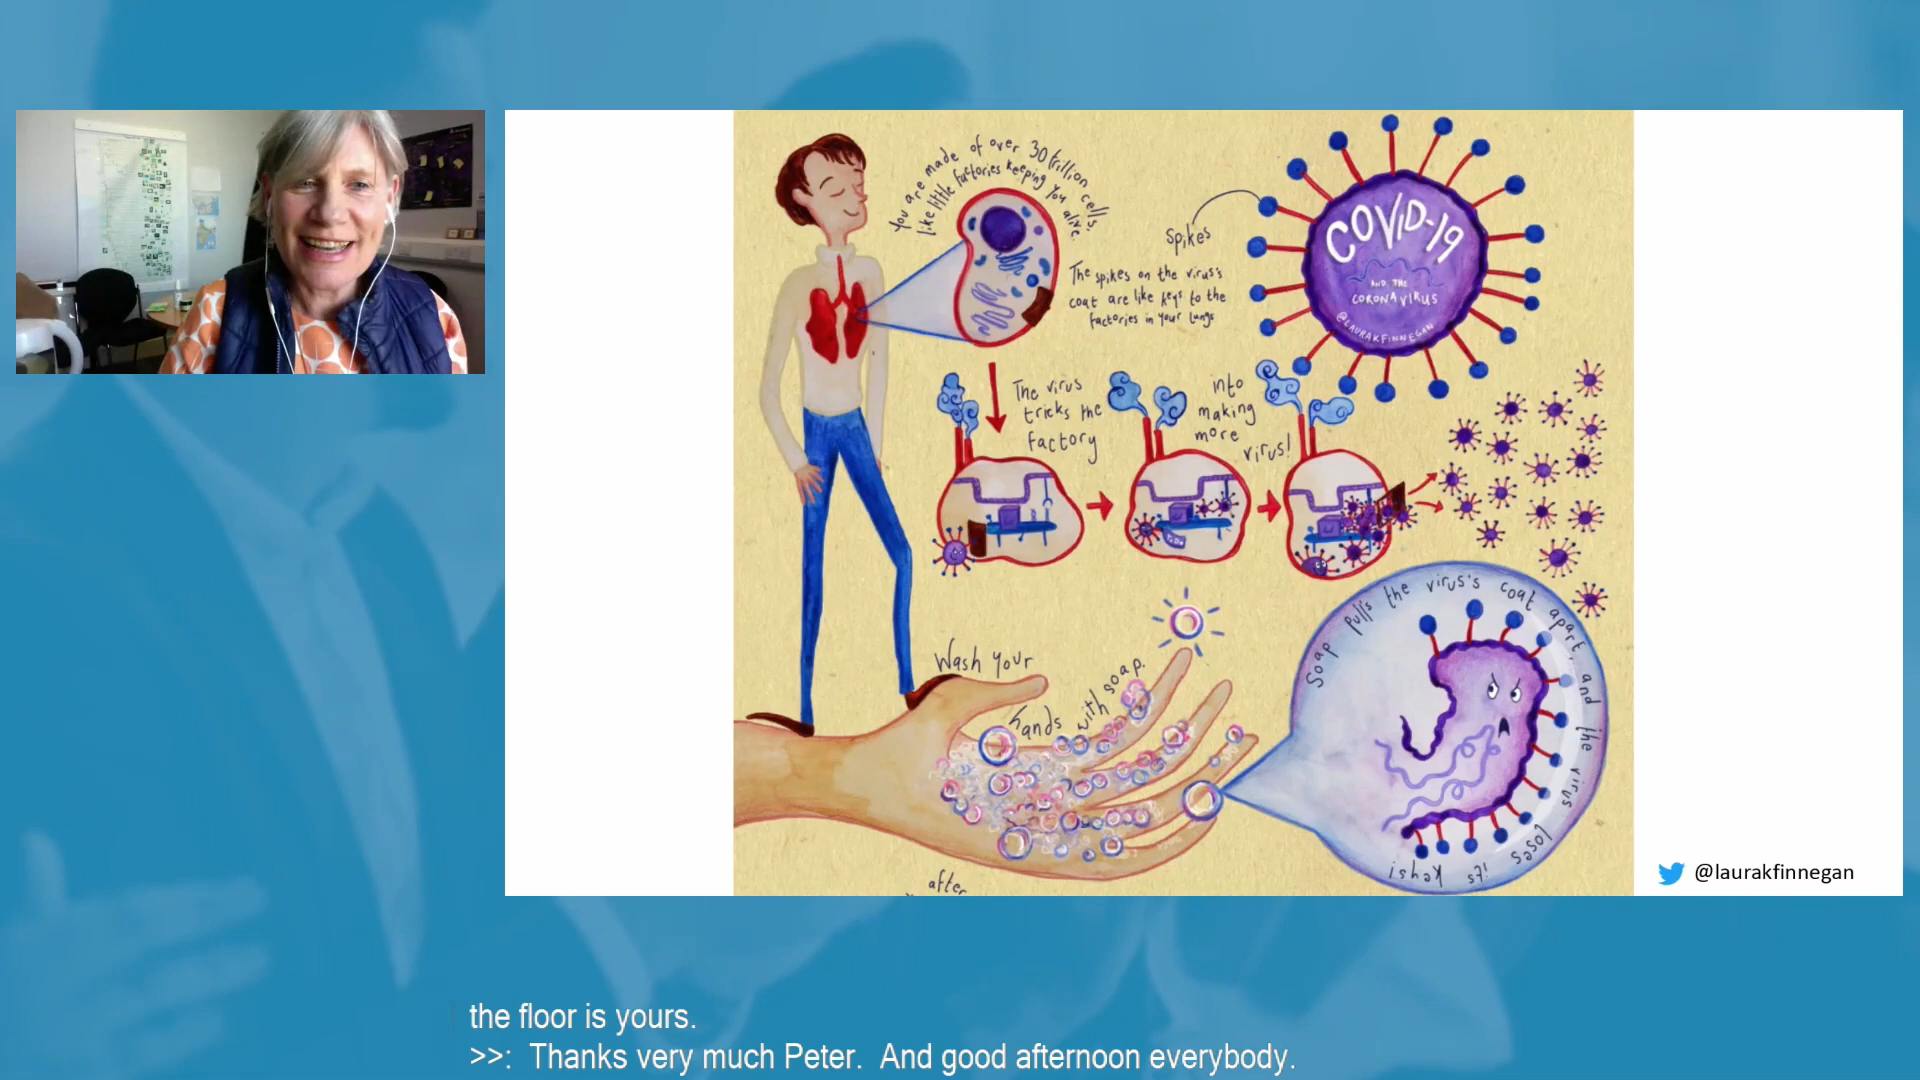 You are made of over 30 trillion cells,
like little factories keeping you alive.
COVID-19
AND THE
CORONAVIRUS
@LAURAKFINNEGAN
Spikes
The spikes on the virus's
coat are like keys to the
factories in your lungs
The virus
tricks the
factory
into
making
more
virus!
Wash your
hands with soap.
Soap pulls the virus's coat apart, and the virus loses its keys!
after
@laurakfinnegan
the floor is yours.
>>: Thanks very much Peter. And good afternoon everybody.